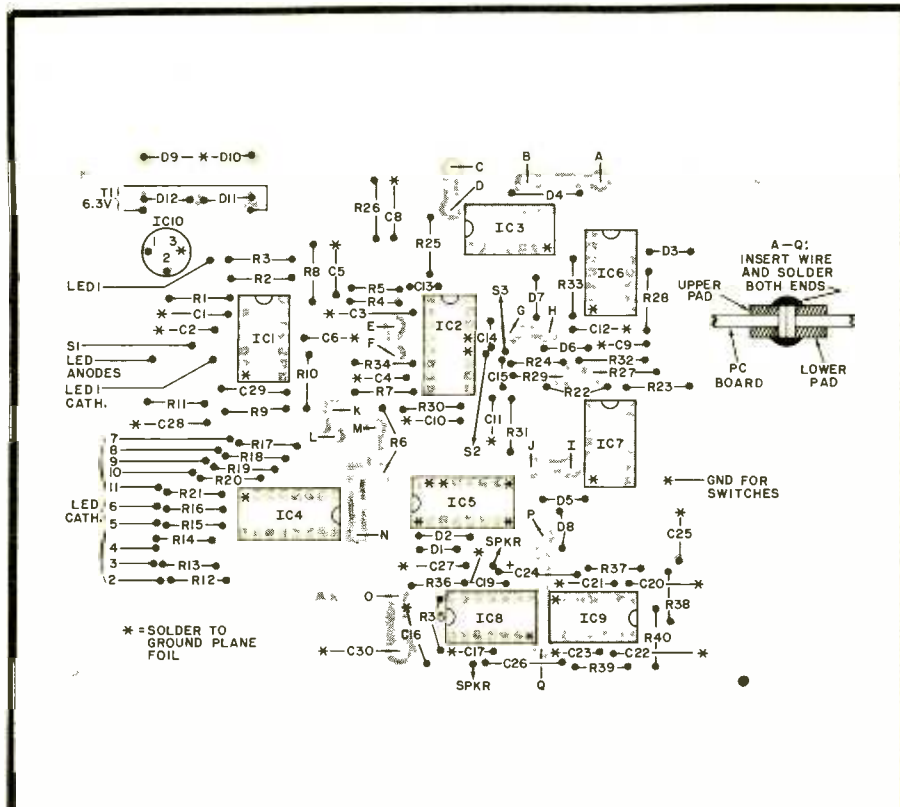 D9 * D10
C
B
A
D
T1
6.3V
D12
D11
D4
IC10
1 3 *
2
R26
C8
*
R25
IC3
*
LED1
R3
R2
R8
C5
*
R5
R4
C13
S3
D7
R33
IC6
*
D3
R28
A–Q:
INSERT WIRE
AND SOLDER
BOTH ENDS
UPPER
PAD
PC
BOARD
LOWER
PAD
R1
* C1
* C2
IC1
*
* C3
E
F
C6 *
IC2
*
*
C14
G
H
C12 *
D6
* C9
S1
LED
ANODES
LED1
CATH.
R10
R34
* C4
R7
C15
R24
R29
R32
R27
R22
R23
C29
R11
R9
* C28
K
L
M
R6
R30
* C10
S2
C11
*
R31
J
I
IC7
*
7
8
9
10
11
6
5
4
3
2
LED
CATH.
R17
R18
R19
R20
R21
R16
R15
R14
R13
R12
* IC4
N
* *
IC5
* *
P
D5
D8
* GND FOR
SWITCHES
*
C25
D2
D1
* C27
*
SPKR
+
C24
R37
R36
C19
* C21
C20 *
R38
O
*
C16
IC8
*
*
IC9
R40
* = SOLDER TO
GROUND PLANE
FOIL
* C30
* C17
SPKR
C26
Q
* C23
R39
C22 *